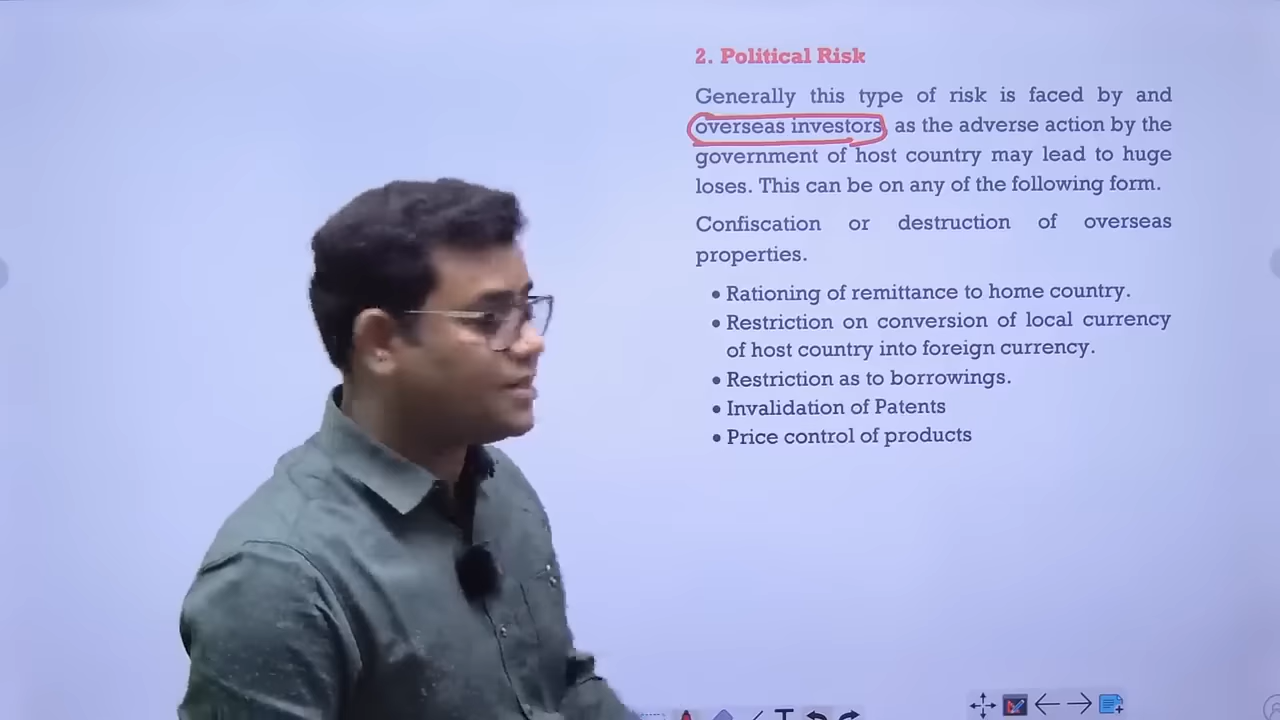 2. Political Risk
Generally this type of risk is faced by and
overseas investors as the adverse action by the
government of host country may lead to huge
loses. This can be on any of the following form.
Confiscation or destruction of overseas
properties.
• Rationing of remittance to home country.
• Restriction on conversion of local currency
of host country into foreign currency.
• Restriction as to borrowings.
• Invalidation of Patents
• Price control of products